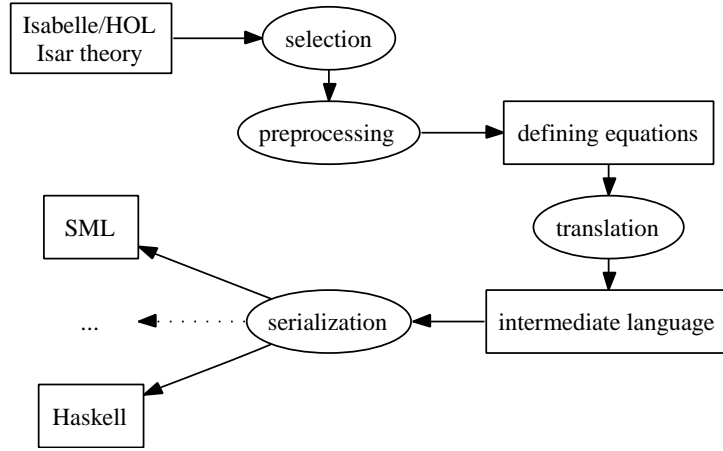 Isabelle/HOL
Isar theory
selection
preprocessing
defining equations
SML
translation
...
serialization
intermediate language
Haskell